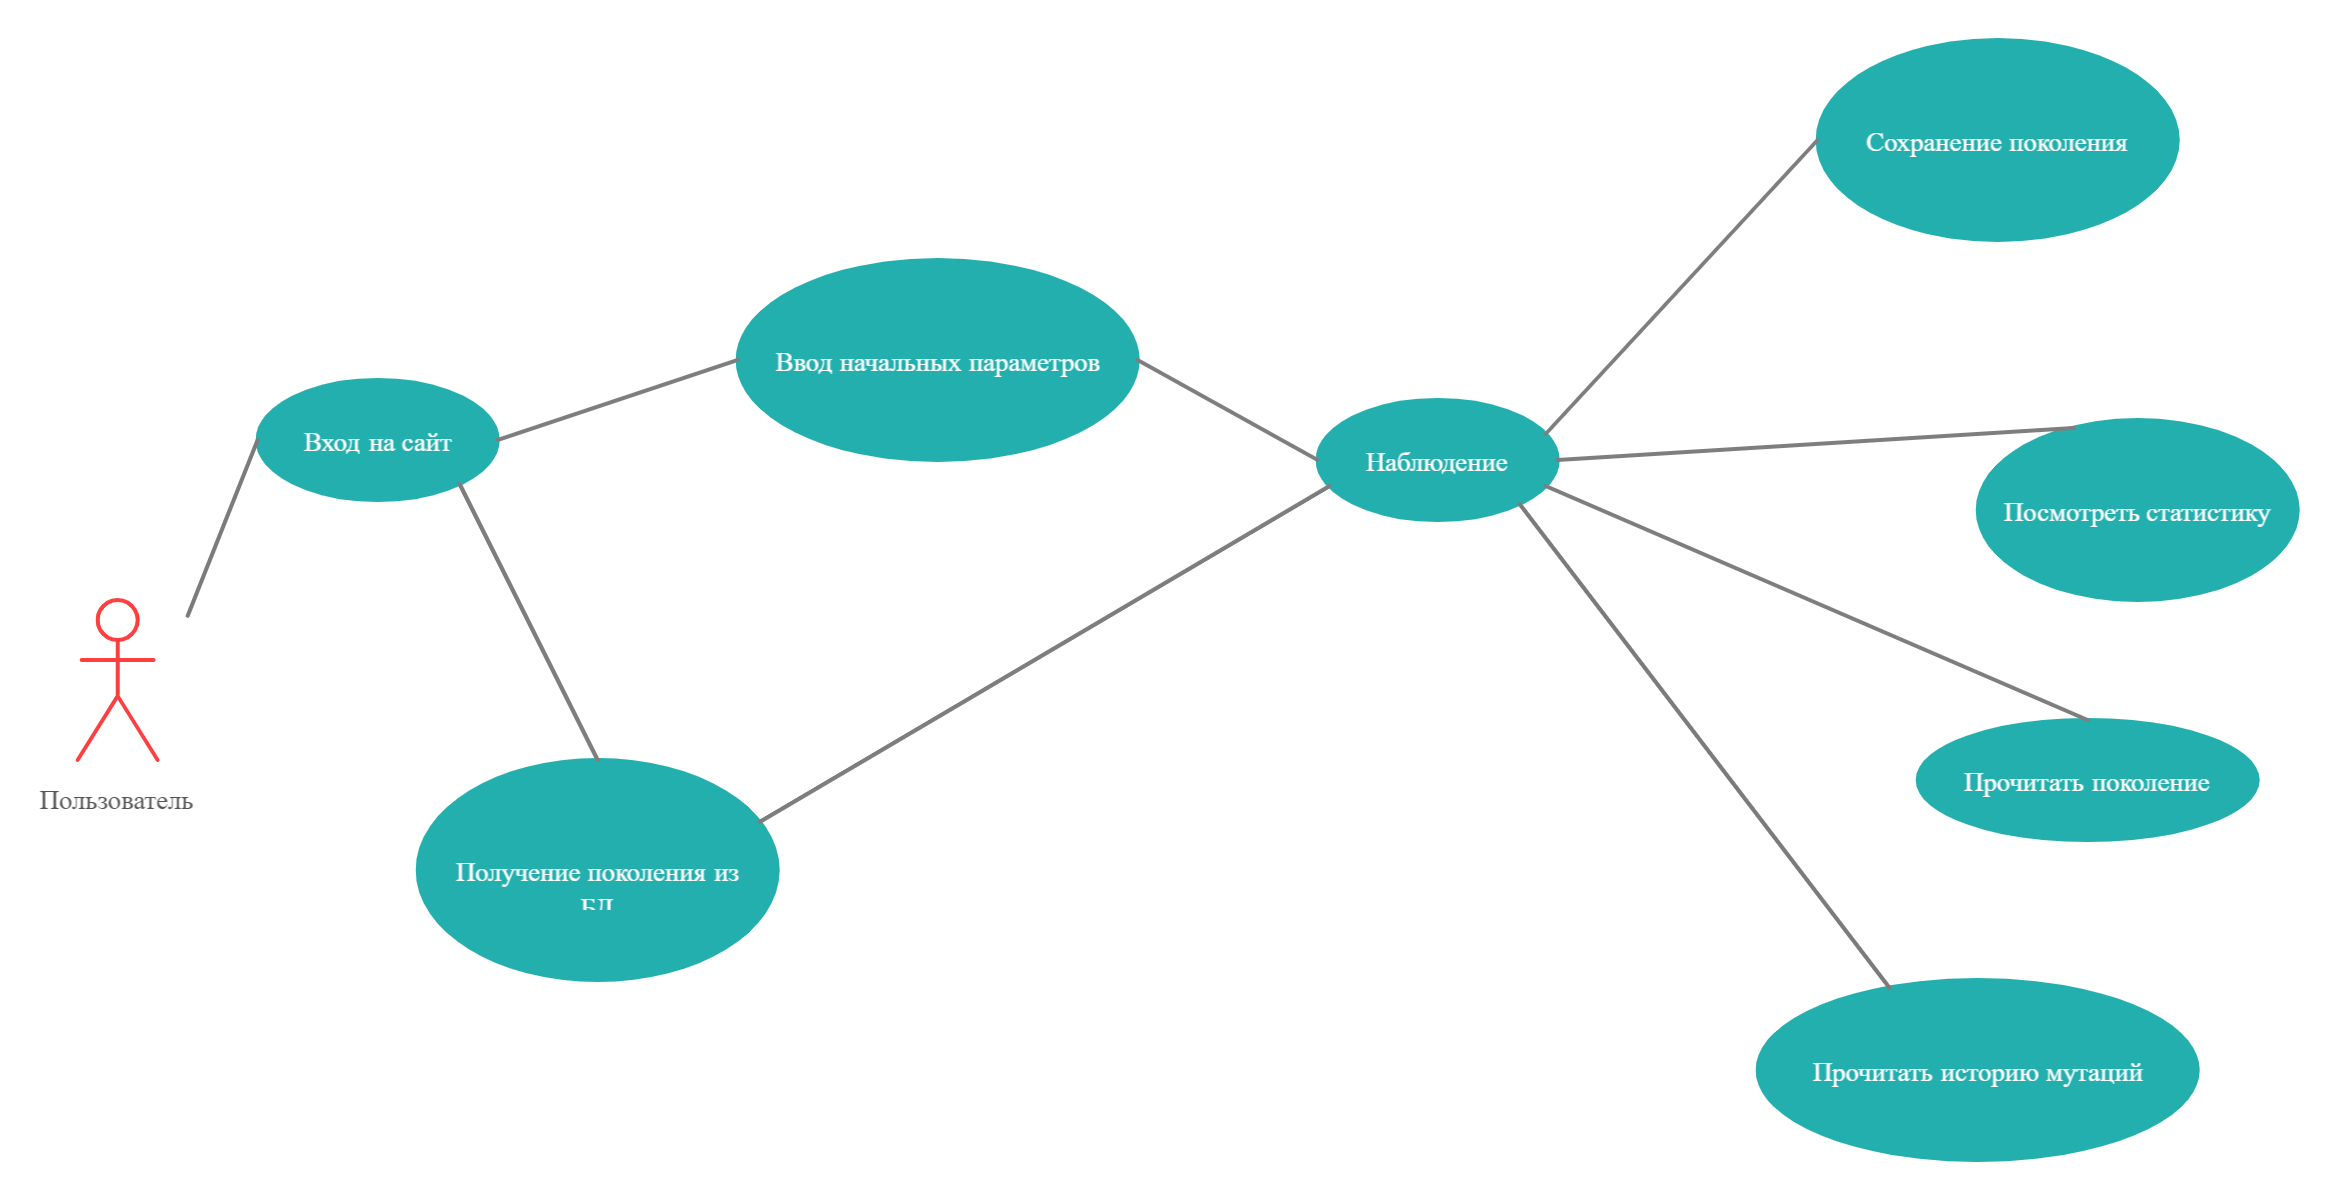 Сохранение поколения
Ввод начальных параметров
Вход на сайт
Наблюдение
Посмотреть статистику
Прочитать поколение
Пользователь
Получение поколения из
БД
Прочитать историю мутаций